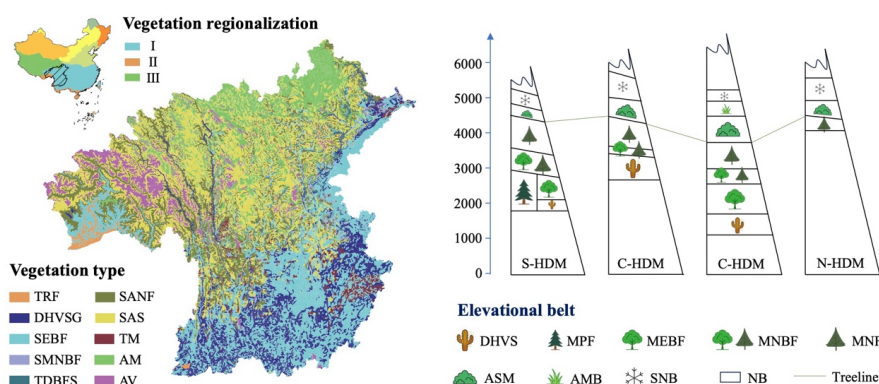 Vegetation regionalization
I
II
III
Vegetation type
TRF
DHVSG
SEBF
SMNBF
TDBFS
SANF
SAS
TM
AM
AV
6000
5000
4000
3000
2000
1000
0
S-HDM
C-HDM
C-HDM
N-HDM
Elevational belt
DHVS
MPF
MEBF
MNBF
ASM
AMB
SNB
NB
Treeline